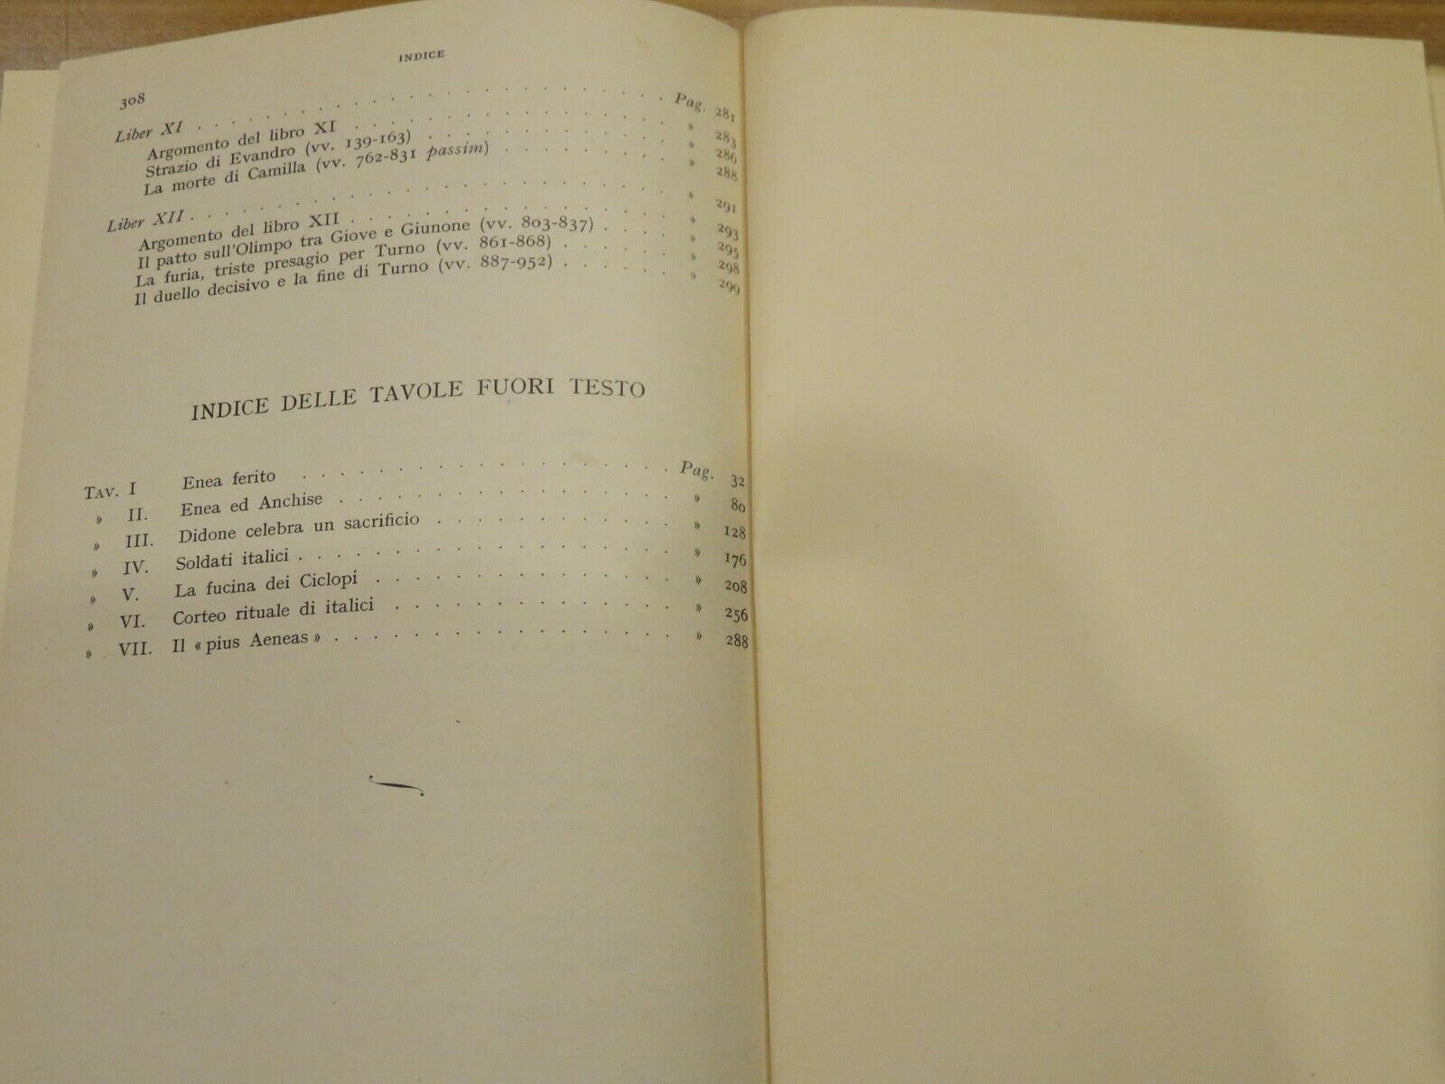 INDICE
308
Liber XI . . . . . . . . . . . . . . . . . . Pag. 281
Argomento del libro XI . . . . . . . . . . . » 283
Strazio di Evandro (vv. 139-163) . . . . . . . . . » 286
La morte di Camilla (vv. 762-831 passim) . . . . . . . » 288
Liber XII . . . . . . . . . . . . . . . . . . » 291
Argomento del libro XII . . . . . . . . . . . » 293
Il patto sull'Olimpo tra Giove e Giunone (vv. 803-837) . . . » 295
La furia, triste presagio per Turno (vv. 861-868) . . . . . » 298
Il duello decisivo e la fine di Turno (vv. 887-952) . . . . . » 299
INDICE DELLE TAVOLE FUORI TESTO
TAV. I Enea ferito . . . . . . . . . . . . . . . Pag. 32
» II. Enea ed Anchise . . . . . . . . . . . . . » 80
» III. Didone celebra un sacrificio . . . . . . . . . . » 128
» IV. Soldati italici . . . . . . . . . . . . . . . » 176
» V. La fucina dei Ciclopi . . . . . . . . . . . . » 208
» VI. Corteo rituale di italici . . . . . . . . . . . » 256
» VII. Il « pius Aeneas » . . . . . . . . . . . . . » 288